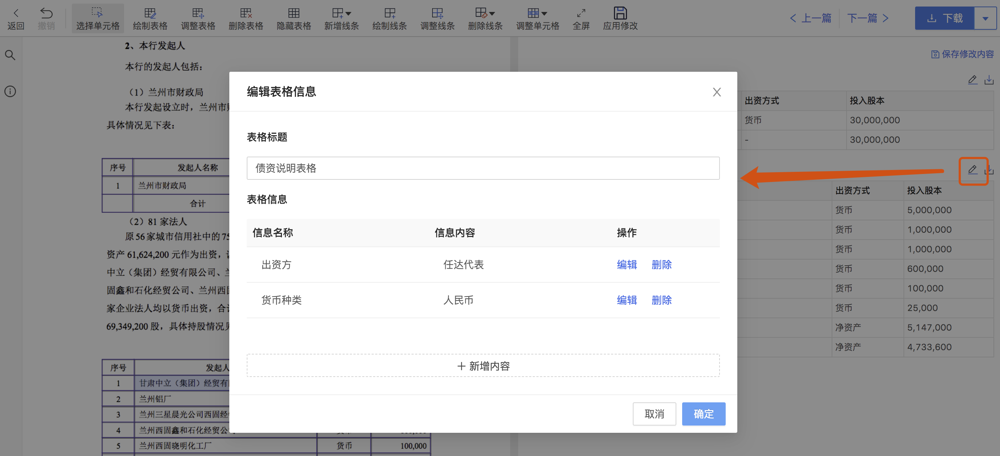 返回 撤销 选择单元格 绘制表格 调整表格 删除表格 隐藏表格 新增线条 绘制线条 调整线条 删除线条 调整单元格 全屏 应用修改 上一篇 下一篇 下载
保存修改内容
2、本行发起人
本行的发起人包括：
（1）兰州市财政局
本行发起设立时，兰州市
具体情况见下表：
序号 发起人名称
1 兰州市财政局
合计
（2）81 家法人
原 56 家城市信用社中的 75
资产 61,624,200 元作为出资，
中立（集团）经贸有限公司、兰
固鑫和石化经贸公司、兰州西
家企业法人均以货币出资，合
69,349,200 股，具体持股情况
序号 发起人
1 甘肃中立（集团）经贸有
2 兰州铝厂
3 兰州三星晨光公司西固经
4 兰州西固鑫和石化经贸公
5 兰州西固晓明化工厂 货币 100,000
编辑表格信息
表格标题
债资说明表格
表格信息
信息名称 信息内容 操作
出资方 任达代表 编辑 删除
货币种类 人民币 编辑 删除
新增内容
取消 确定
出资方式 投入股本
货币 30,000,000
- 30,000,000
出资方式 投入股本
货币 5,000,000
货币 1,000,000
货币 1,000,000
货币 600,000
货币 100,000
货币 25,000
净资产 5,147,000
净资产 4,733,600